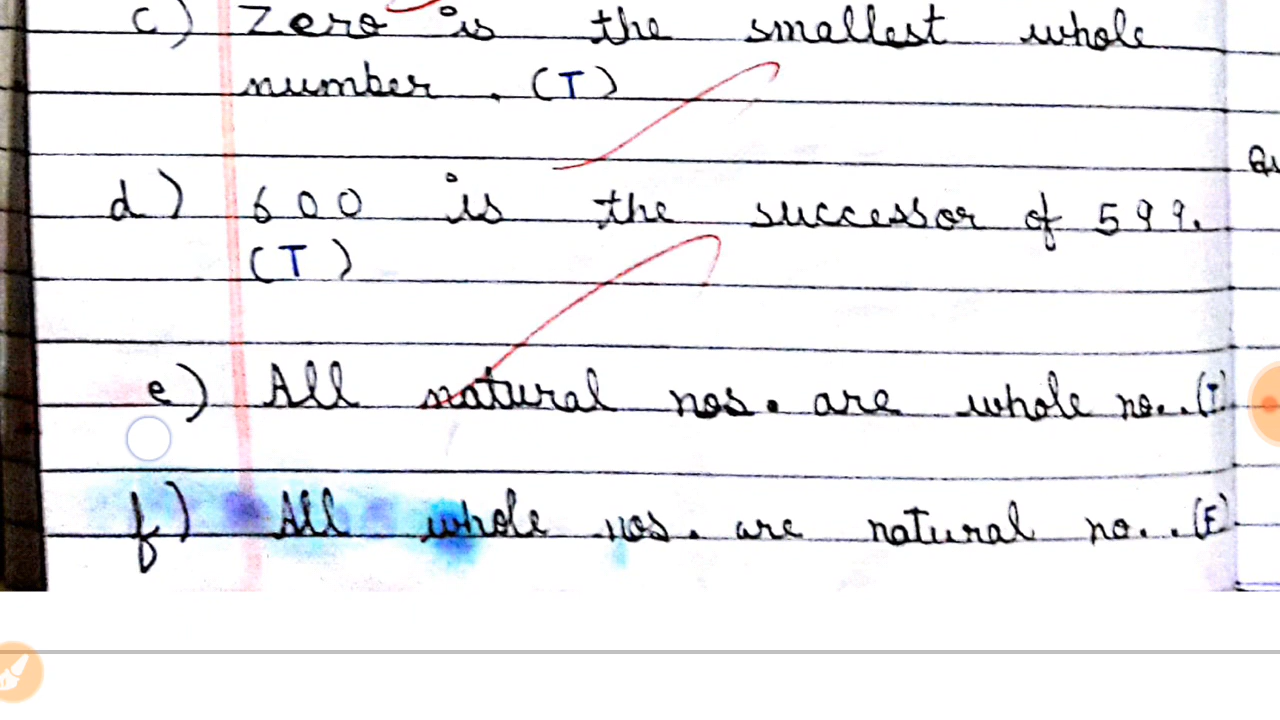 c) Zero is the smallest whole
number. (T)
d) 600 is the successor of 599.
(T)
e) All natural nos. are whole no.. (T)
f) All whole nos. are natural no.. (F)